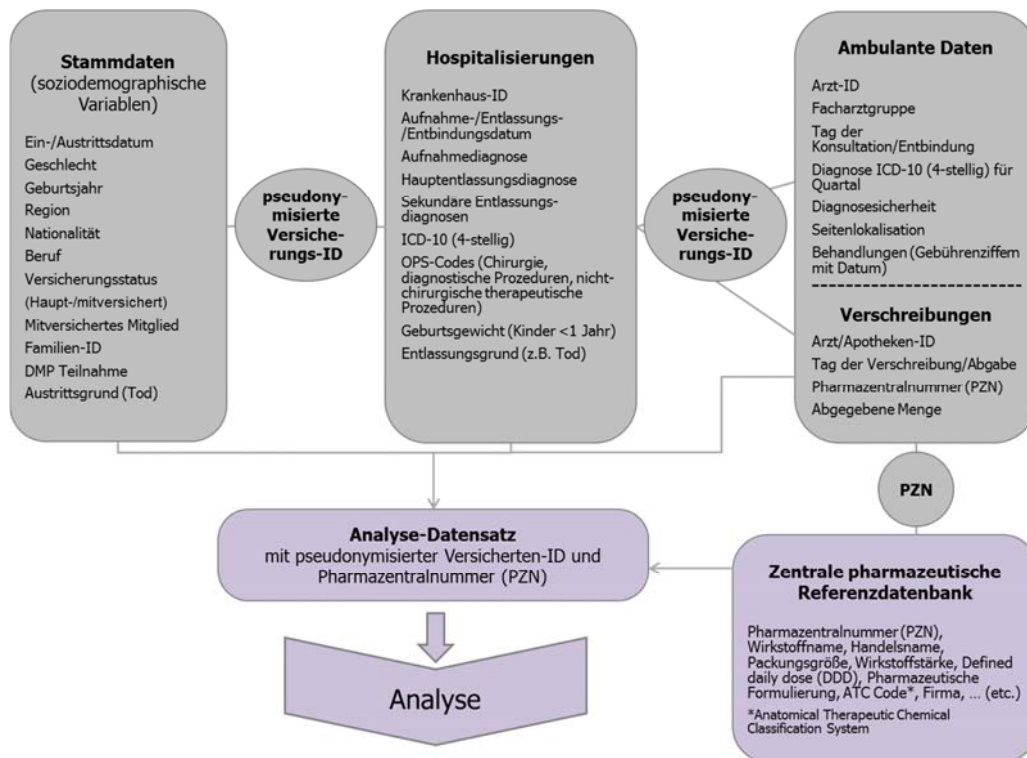 Stammdaten
(soziodemographische
Variablen)
Ein-/Austrittsdatum
Geschlecht
Geburtsjahr
Region
Nationalität
Beruf
Versicherungsstatus
(Haupt-/mitversichert)
Mitversichertes Mitglied
Familien-ID
DMP Teilnahme
Austrittsgrund (Tod)
pseudony-
misierte
Versiche-
rungs-ID
Hospitalisierungen
Krankenhaus-ID
Aufnahme-/Entlassungs-
/Entbindungsdatum
Aufnahmediagnose
Hauptentlassungsdiagnose
Sekundäre Entlassungs-
diagnosen
ICD-10 (4-stellig)
OPS-Codes (Chirurgie,
diagnostische Prozeduren, nicht-
chirurgische therapeutische
Prozeduren)
Geburtsgewicht (Kinder <1 Jahr)
Entlassungsgrund (z.B. Tod)
pseudony-
misierte
Versiche-
rungs-ID
Ambulante Daten
Arzt-ID
Facharztgruppe
Tag der
Konsultation/Entbindung
Diagnose ICD-10 (4-stellig) für
Quartal
Diagnosesicherheit
Seitenlokalisation
Behandlungen (Gebührenziffern
mit Datum)
Verschreibungen
Arzt/Apotheken-ID
Tag der Verschreibung/Abgabe
Pharmazentralnummer (PZN)
Abgegebene Menge
PZN
Analyse-Datensatz
mit pseudonymisierter Versicherten-ID und
Pharmazentralnummer (PZN)
Zentrale pharmazeutische
Referenzdatenbank
Pharmazentralnummer (PZN),
Wirkstoffname, Handelsname,
Packungsgröße, Wirkstoffstärke, Defined
daily dose (DDD), Pharmazeutische
Formulierung, ATC Code*, Firma, ... (etc.)
*Anatomical Therapeutic Chemical
Classification System
Analyse